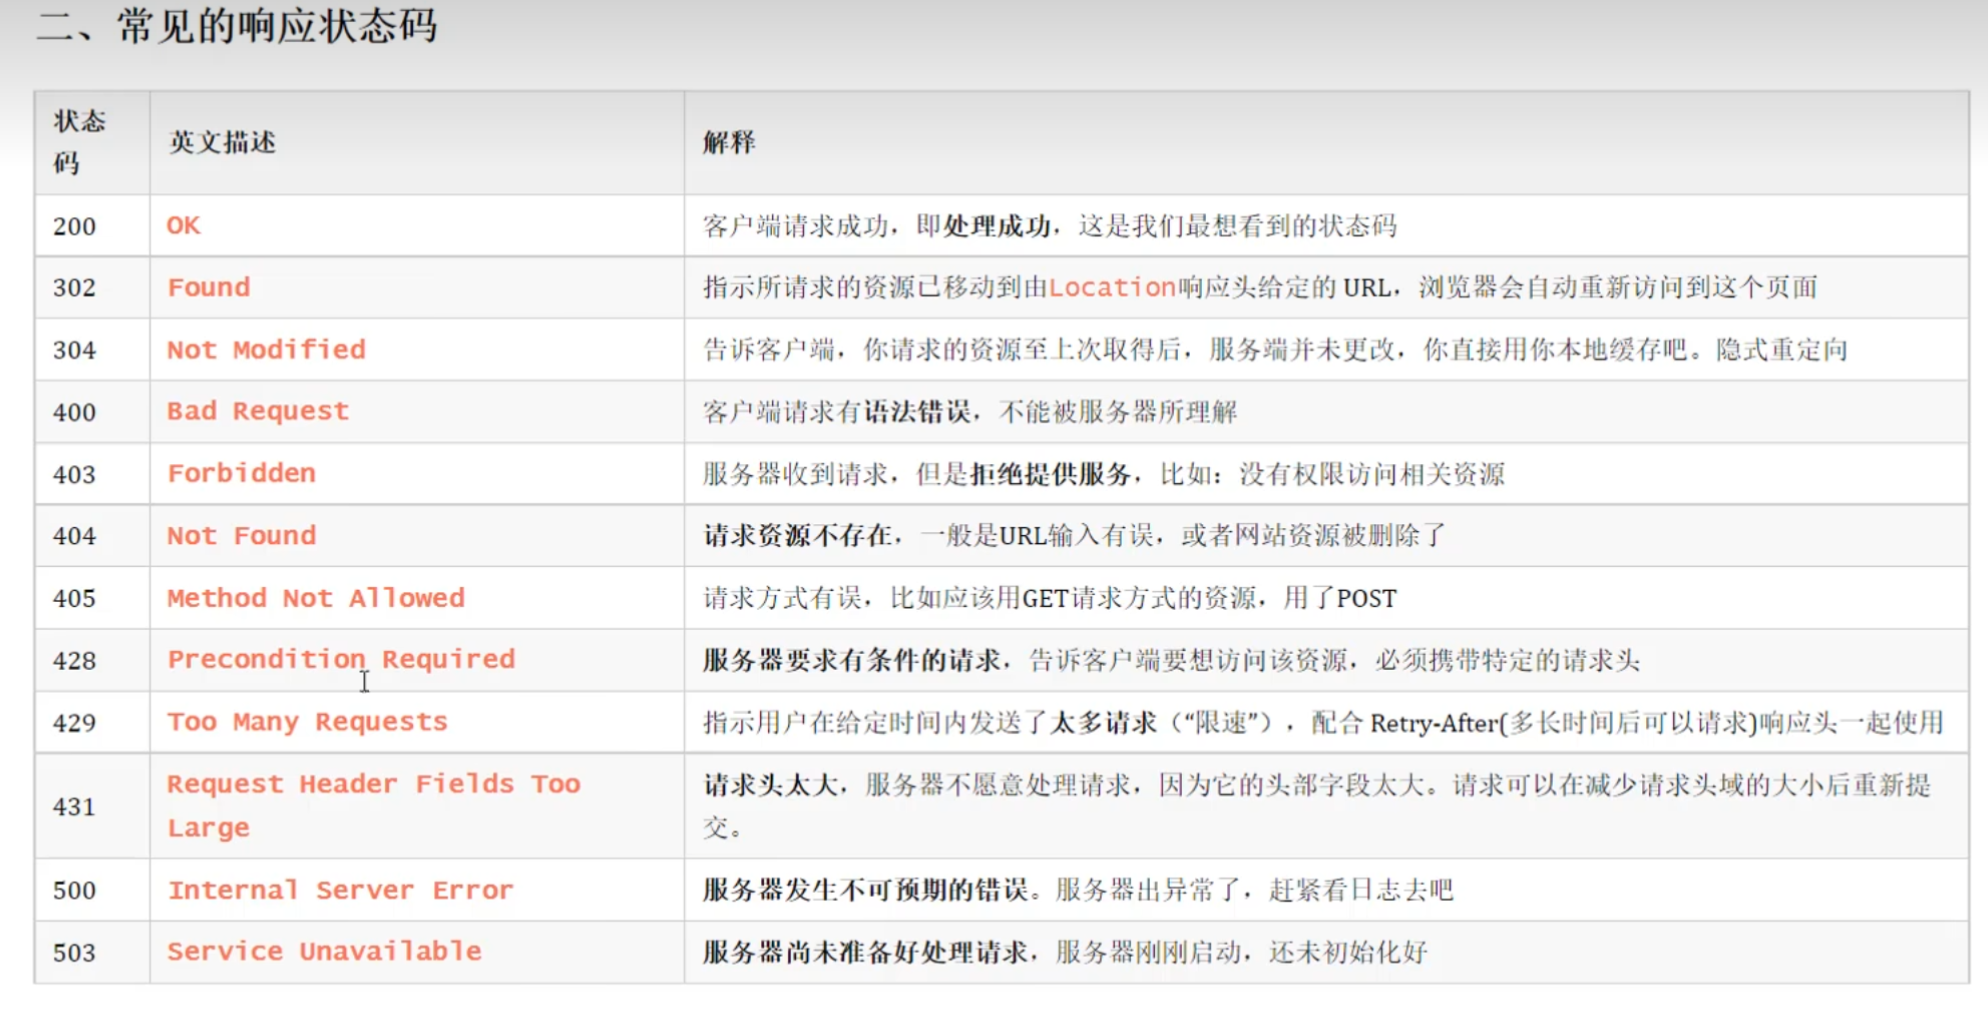 二、常见的响应状态码
状态
码
英文描述
解释
200
OK
客户端请求成功，即处理成功，这是我们最想看到的状态码
302
Found
指示所请求的资源已移动到由Location响应头给定的 URL，浏览器会自动重新访问到这个页面
304
Not Modified
告诉客户端，你请求的资源至上次取得后，服务端并未更改，你直接用你本地缓存吧。隐式重定向
400
Bad Request
客户端请求有语法错误，不能被服务器所理解
403
Forbidden
服务器收到请求，但是拒绝提供服务，比如：没有权限访问相关资源
404
Not Found
请求资源不存在，一般是URL输入有误，或者网站资源被删除了
405
Method Not Allowed
请求方式有误，比如应该用GET请求方式的资源，用了POST
428
Precondition Required
服务器要求有条件的请求，告诉客户端要想访问该资源，必须携带特定的请求头
429
Too Many Requests
指示用户在给定时间内发送了太多请求（“限速”），配合 Retry-After(多长时间后可以请求)响应头一起使用
431
Request Header Fields Too
Large
请求头太大，服务器不愿意处理请求，因为它的头部字段太大。请求可以在减少请求头域的大小后重新提
交。
500
Internal Server Error
服务器发生不可预期的错误。服务器出异常了，赶紧看日志去吧
503
Service Unavailable
服务器尚未准备好处理请求，服务器刚刚启动，还未初始化好